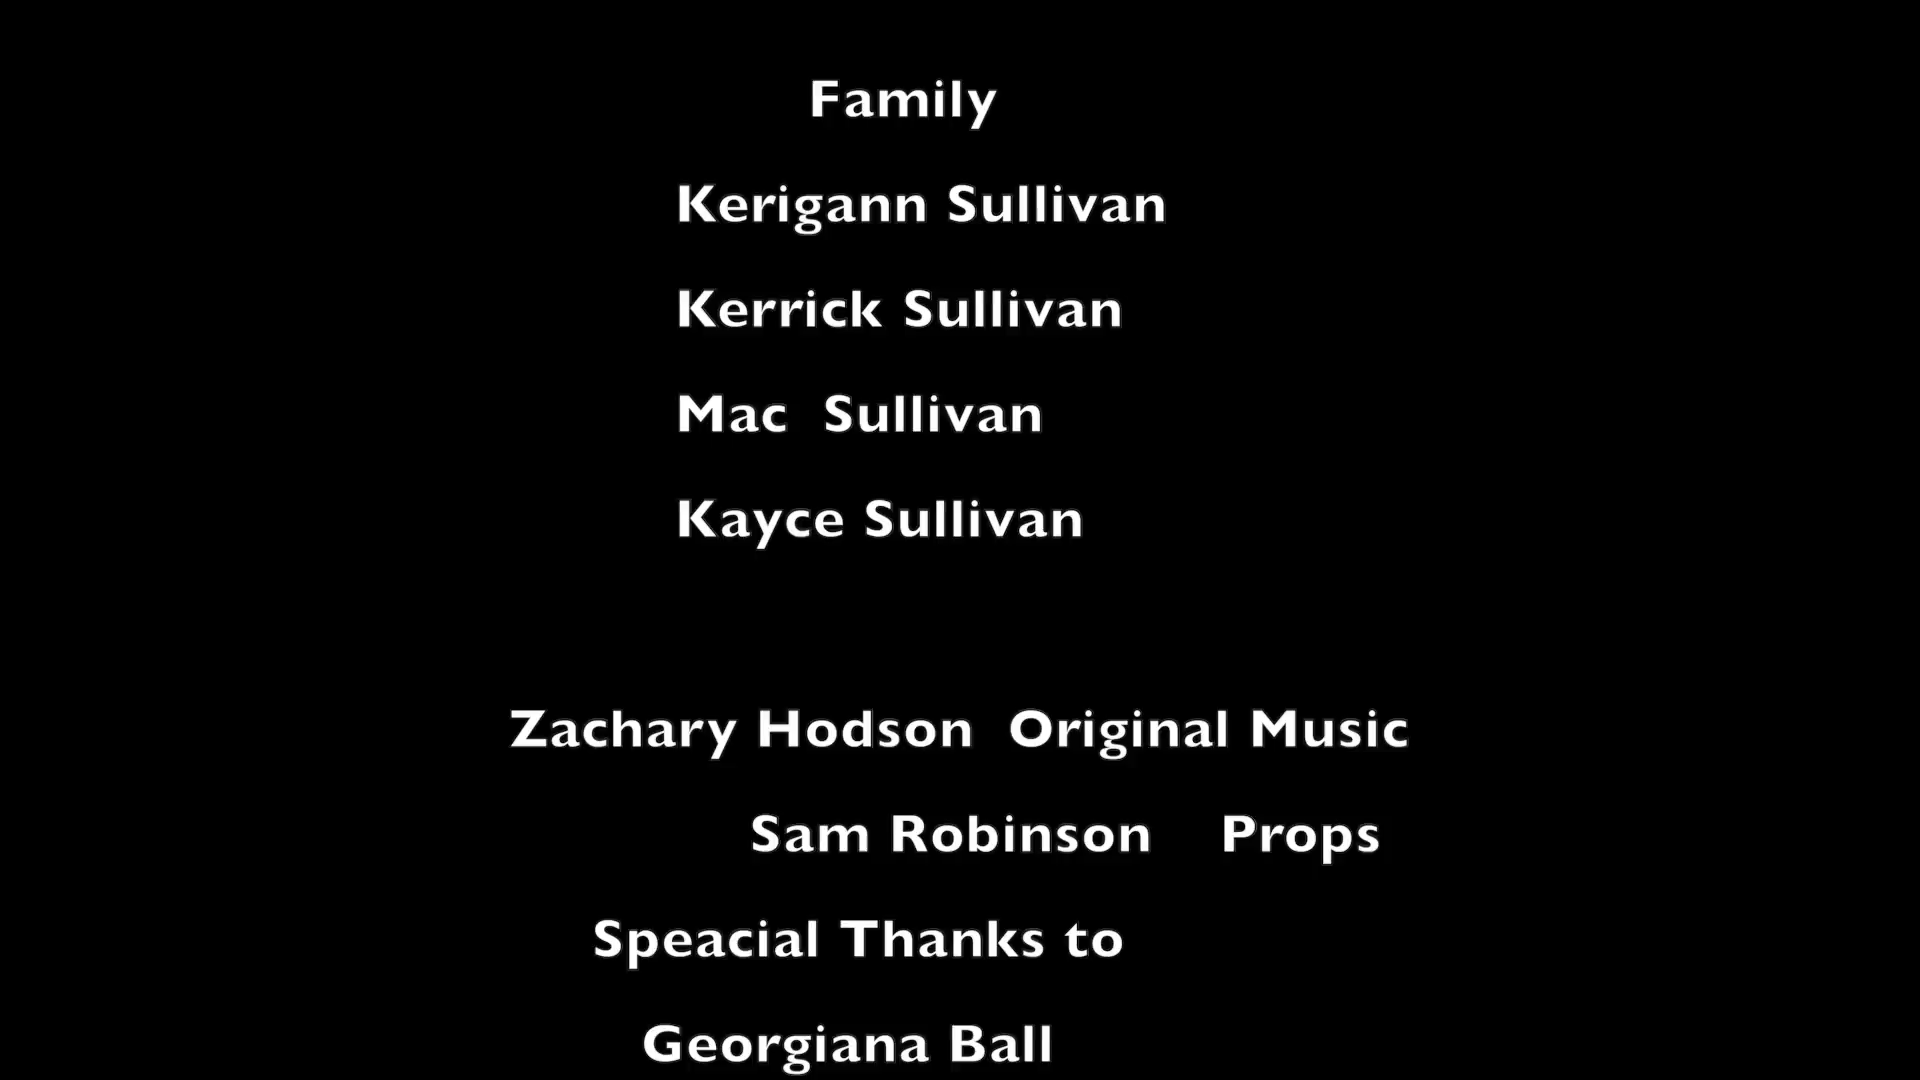 Family
Kerigann Sullivan
Kerrick Sullivan
Mac  Sullivan
Kayce Sullivan
Zachary Hodson  Original Music
Sam Robinson    Props
Speacial Thanks to
Georgiana Ball